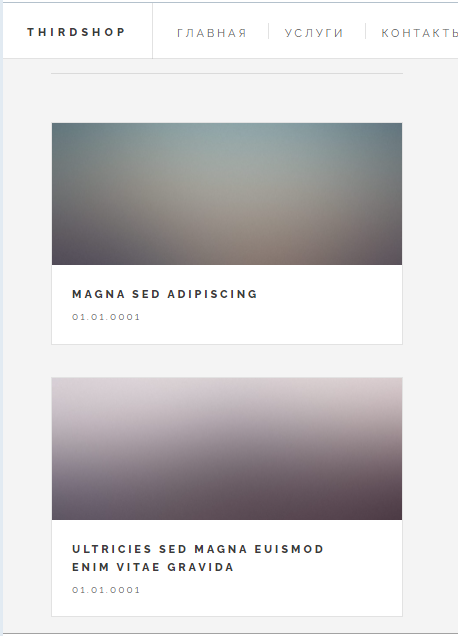 THIRDSHOP
ГЛАВНАЯ УСЛУГИ
MAGNA SED ADIPISCING
01.01.0001
ULTRICIES SED MAGNA EUISMOD
ENIM VITAE GRAVIDA
01.01.0001